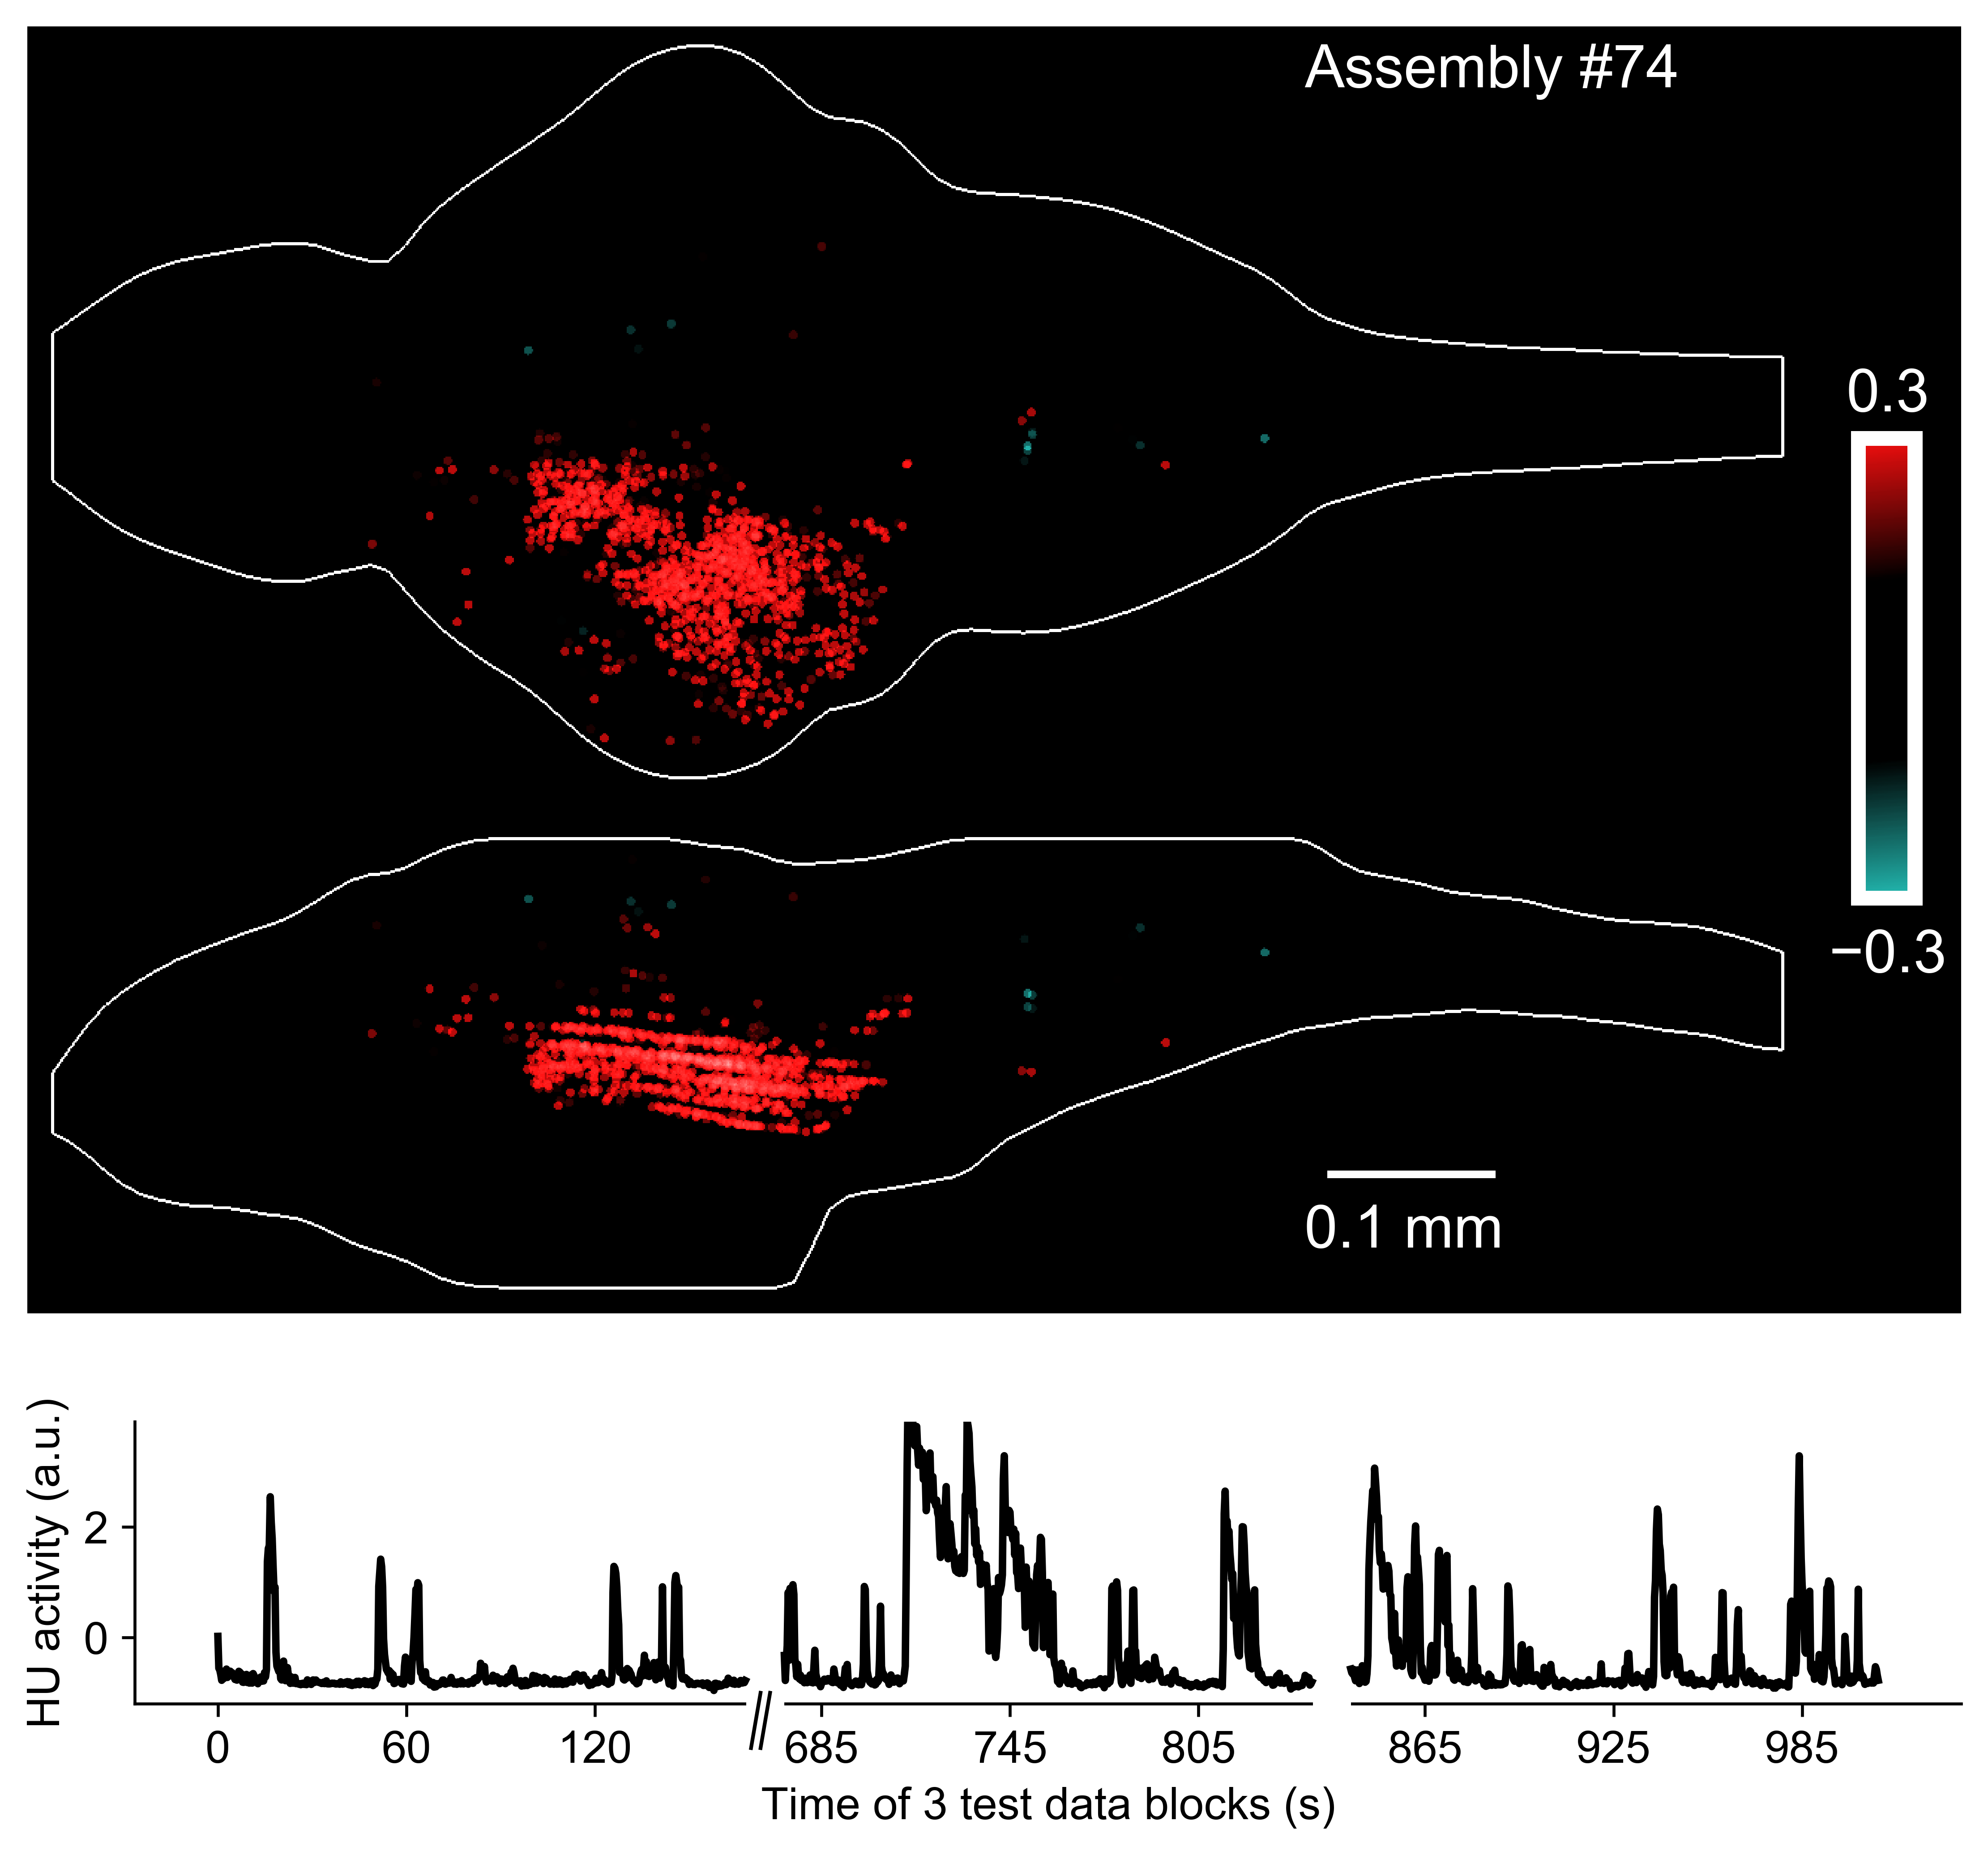 Assembly #74
0.3
−0.3
0.1 mm
HU activity (a.u.)
2
0
0 60 120 685 745 805 865 925 985
Time of 3 test data blocks (s)